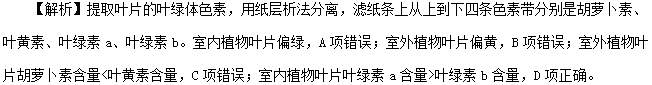 【解析】提取叶片的叶绿体色素，用纸层析法分离，滤纸条上从上到下四条色素带分别是胡萝卜素、
叶黄素、叶绿素 a、叶绿素 b。室内植物叶片偏绿，A 项错误；室外植物叶片偏黄，B 项错误；室外植物叶
片胡萝卜素含量<叶黄素含量，C 项错误；室内植物叶片叶绿素 a 含量>叶绿素 b 含量，D 项正确。